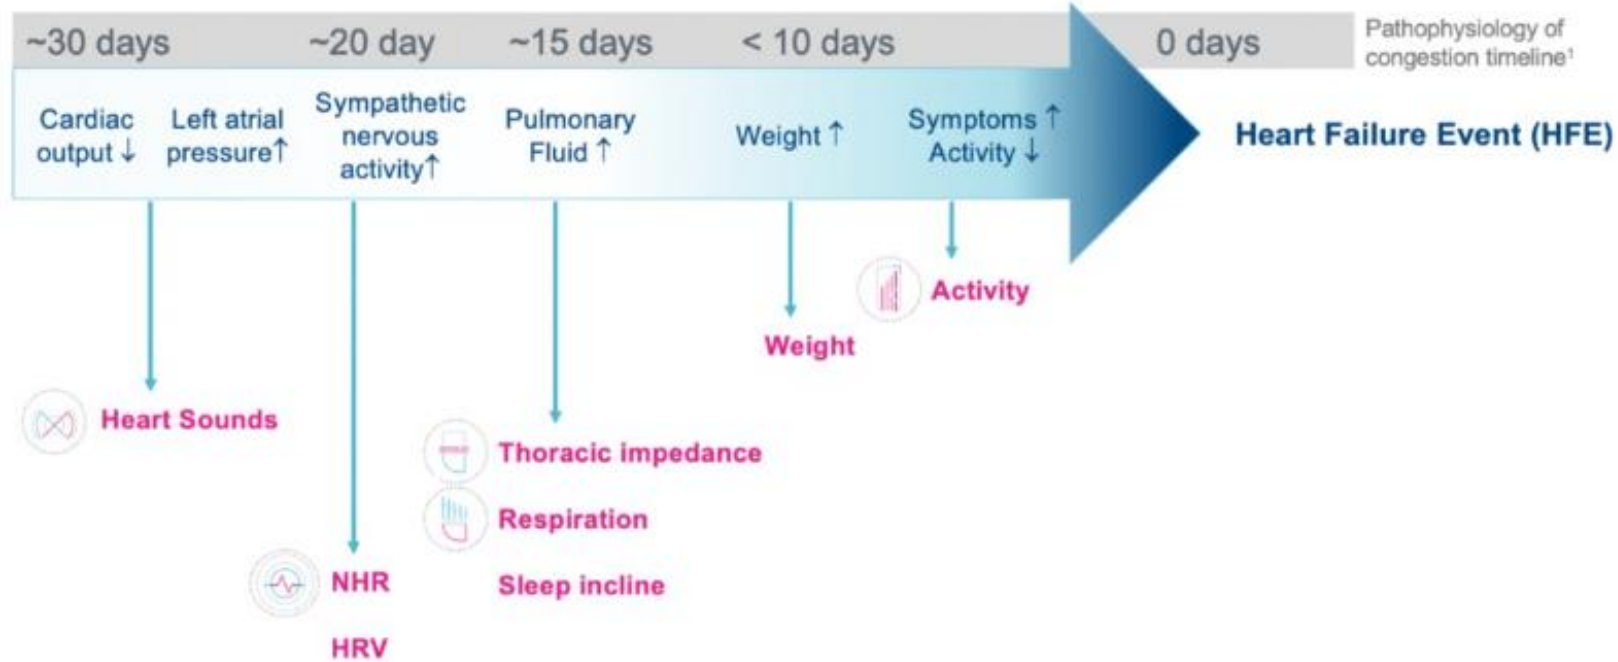 ~30 days
~20 day
~15 days
< 10 days
0 days
Pathophysiology of
congestion timeline¹
Cardiac
output ↓
Left atrial
pressure↑
Sympathetic
nervous
activity↑
Pulmonary
Fluid ↑
Weight ↑
Symptoms ↑
Activity ↓
Heart Failure Event (HFE)
Activity
Weight
Heart Sounds
Thoracic impedance
Respiration
NHR
Sleep incline
HRV